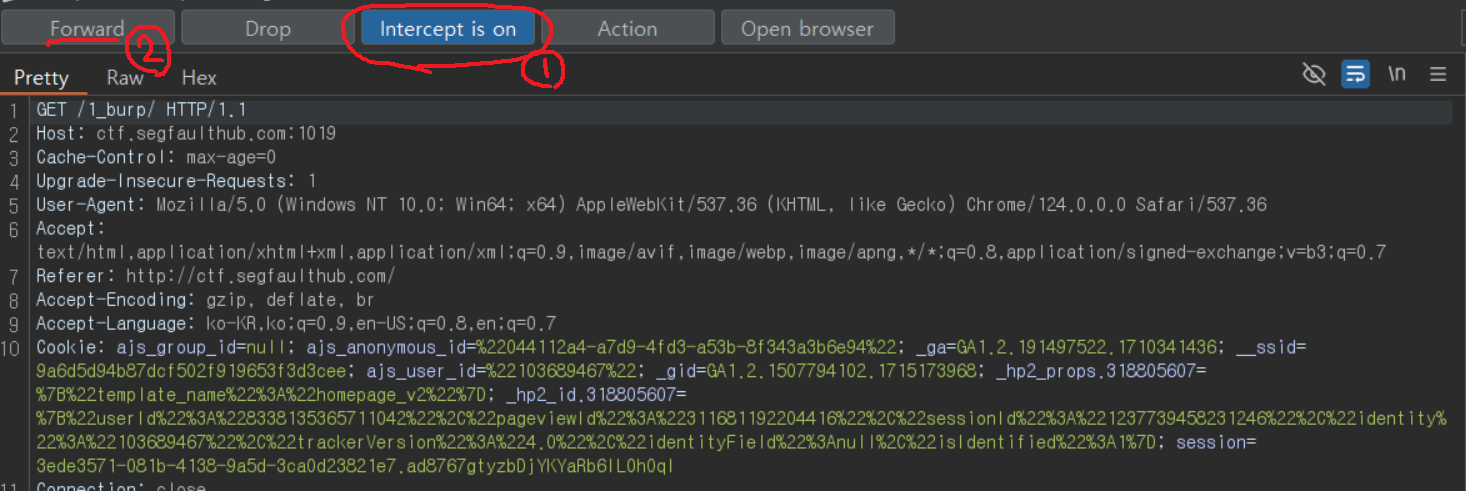 Forward Drop Intercept is on Action Open browser
2 1
Pretty Raw Hex \n
1 GET /1_burp/ HTTP/1.1
2 Host: ctf.segfaulthub.com:1019
3 Cache-Control: max-age=0
4 Upgrade-Insecure-Requests: 1
5 User-Agent: Mozilla/5.0 (Windows NT 10.0; Win64; x64) AppleWebKit/537.36 (KHTML, like Gecko) Chrome/124.0.0.0 Safari/537.36
6 Accept:
text/html,application/xhtml+xml,application/xml;q=0.9,image/avif,image/webp,image/apng,*/*;q=0.8,application/signed-exchange;v=b3;q=0.7
7 Referer: http://ctf.segfaulthub.com/
8 Accept-Encoding: gzip, deflate, br
9 Accept-Language: ko-KR,ko;q=0.9,en-US;q=0.8,en;q=0.7
10 Cookie: ajs_group_id=null; ajs_anonymous_id=%22044112a4-a7d9-4fd3-a53b-8f343a3b6e94%22; _ga=GA1.2.191497522.1710341436; __ssid=
9a6d5d94b87dcf502f919653f3d3cee; ajs_user_id=%22103689467%22; _gid=GA1.2.1507794102.1715173968; _hp2_props.318805607=
%7B%22template_name%22%3A%22homepage_v2%22%7D; _hp2_id.318805607=
%7B%22userId%22%3A%22833813536571104​2%22%2C%22pageviewId%22%3A%22311681192204416%22%2C%22sessionId%22%3A%221237739458231246%22%2C%22identity%
22%3A%22103689467%22%2C%22trackerVersion%22%3A%224.0%22%2C%22identityField%22%3Anull%2C%22isIdentified%22%3A1%7D; session=
3ede3571-081b-4138-9a5d-3ca0d23821e7.ad8767gtyzbDjYKYaRb6IL0h0qI
11 Connection: close